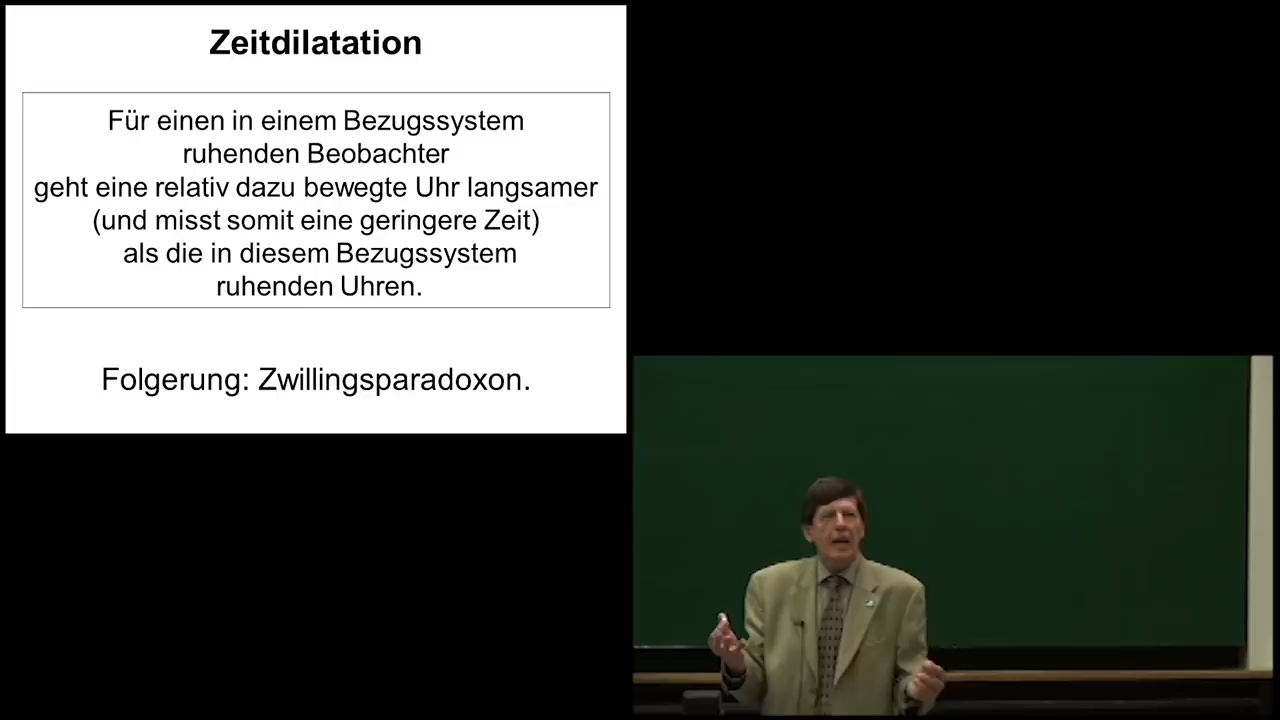 Zeitdilatation
Für einen in einem Bezugssystem
ruhenden Beobachter
geht eine relativ dazu bewegte Uhr langsamer
(und misst somit eine geringere Zeit)
als die in diesem Bezugssystem
ruhenden Uhren.
Folgerung: Zwillingsparadoxon.